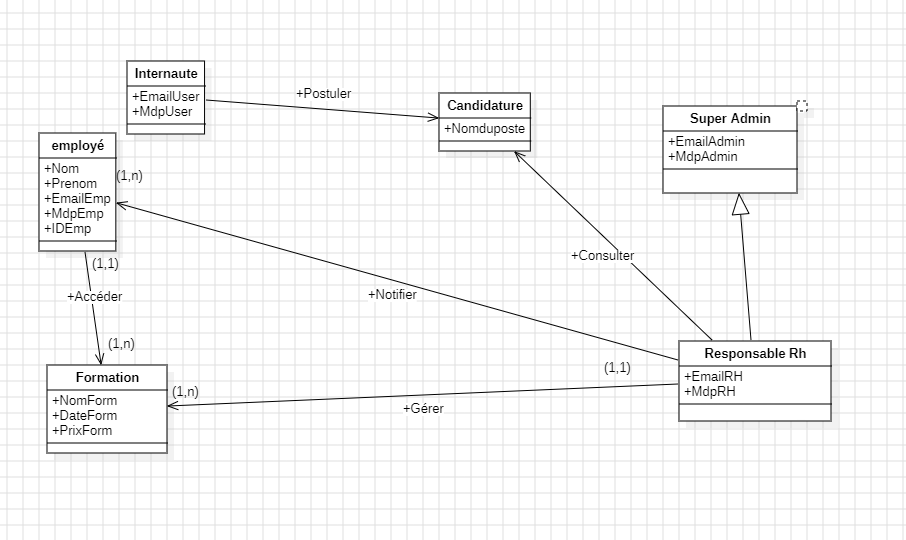 Internaute
+EmailUser
+MdpUser
+Postuler
Candidature
+Nomduposte
Super Admin
+EmailAdmin
+MdpAdmin
employé
+Nom
+Prenom
+EmailEmp
+MdpEmp
+IDEmp
(1,n)
(1,1)
+Accéder
(1,n)
+Notifier
+Consulter
Responsable Rh
+EmailRH
+MdpRH
(1,1)
+Gérer
(1,n)
Formation
+NomForm
+DateForm
+PrixForm